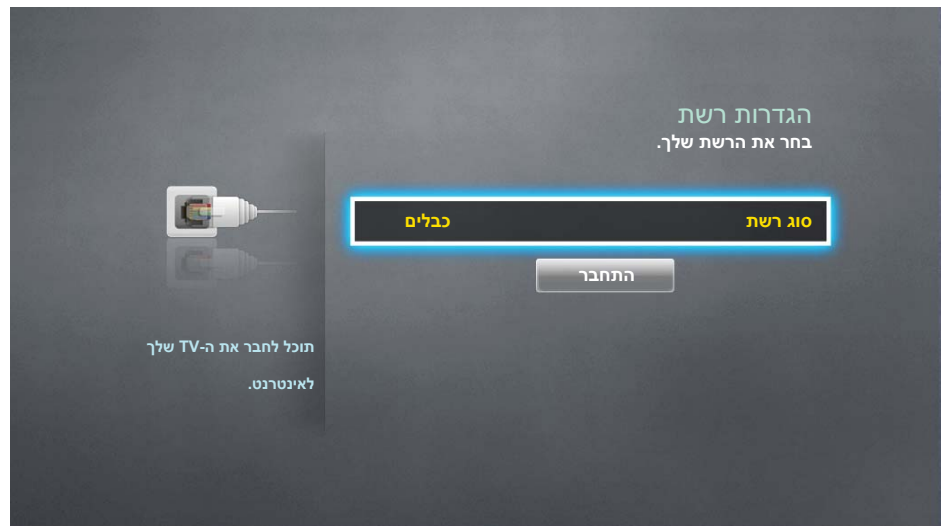 הגדרות רשת
בחר את הרשת שלך.
סוג רשת כבלים
התחבר
תוכל לחבר את ה-TV שלך
לאינטרנט.